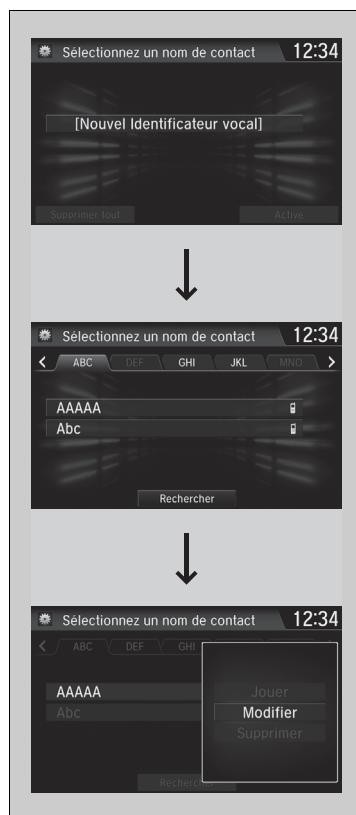 Sélectionnez un nom de contact 12:34
[Nouvel Identificateur vocal]
Supprimer tout Active
Sélectionnez un nom de contact 12:34
ABC DEF GHI JKL MNO
AAAAA
Abc
Rechercher
Sélectionnez un nom de contact 12:34
ABC DEF GHI
AAAAA
Abc
Jouer
Modifier
Supprimer
Rechercher